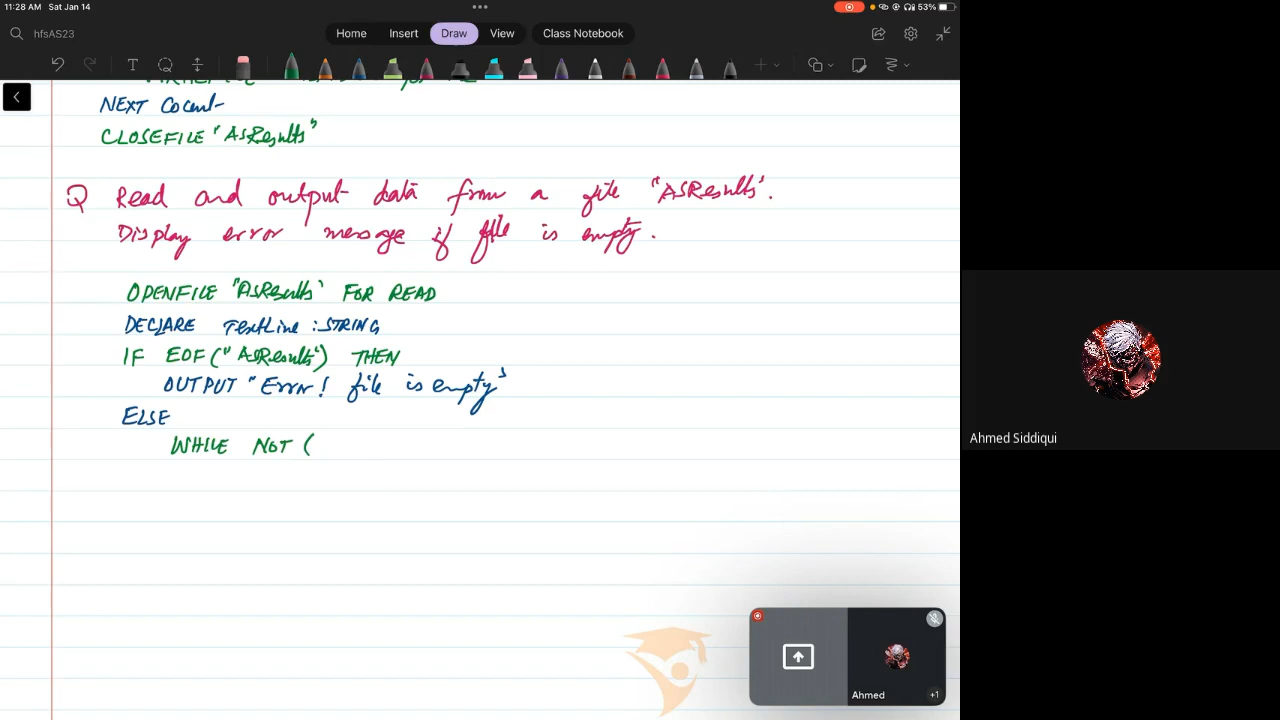 11:28 AM Sat Jan 14
53%
hfsAS23
Home Insert Draw View Class Notebook
NEXT Count
CLOSEFILE "AsResults"
Q Read and output data from a file "ASResults".
Display error message if file is empty.
OPENFILE "AsResults" FOR READ
DECLARE TextLine : STRING
IF EOF("AsResults") THEN
OUTPUT "Error! file is empty"
ELSE
WHILE NOT (
Ahmed Siddiqui
Ahmed +1